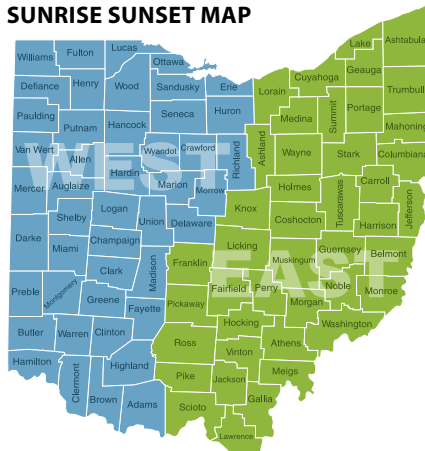 SUNRISE SUNSET MAP
Williams
Fulton
Lucas
Ottawa
Defiance
Henry
Wood
Sandusky
Erie
Paulding
Putnam
Hancock
Seneca
Huron
Van Wert
Allen
Wyandot
Crawford
Richland
Mercer
Auglaize
Hardin
Marion
Morrow
Shelby
Logan
Union
Delaware
Darke
Miami
Champaign
Clark
Madison
Preble
Montgomery
Greene
Fayette
Butler
Warren
Clinton
Hamilton
Clermont
Brown
Highland
Adams
WEST
Lake
Ashtabula
Geauga
Cuyahoga
Lorain
Trumbull
Medina
Summit
Portage
Mahoning
Ashland
Wayne
Stark
Columbiana
Holmes
Carroll
Tuscarawas
Jefferson
Knox
Coshocton
Harrison
Licking
Muskingum
Guernsey
Belmont
Franklin
Fairfield
Perry
Noble
Monroe
Morgan
Pickaway
Hocking
Washington
Ross
Vinton
Athens
Meigs
Pike
Jackson
Gallia
Scioto
Lawrence
EAST